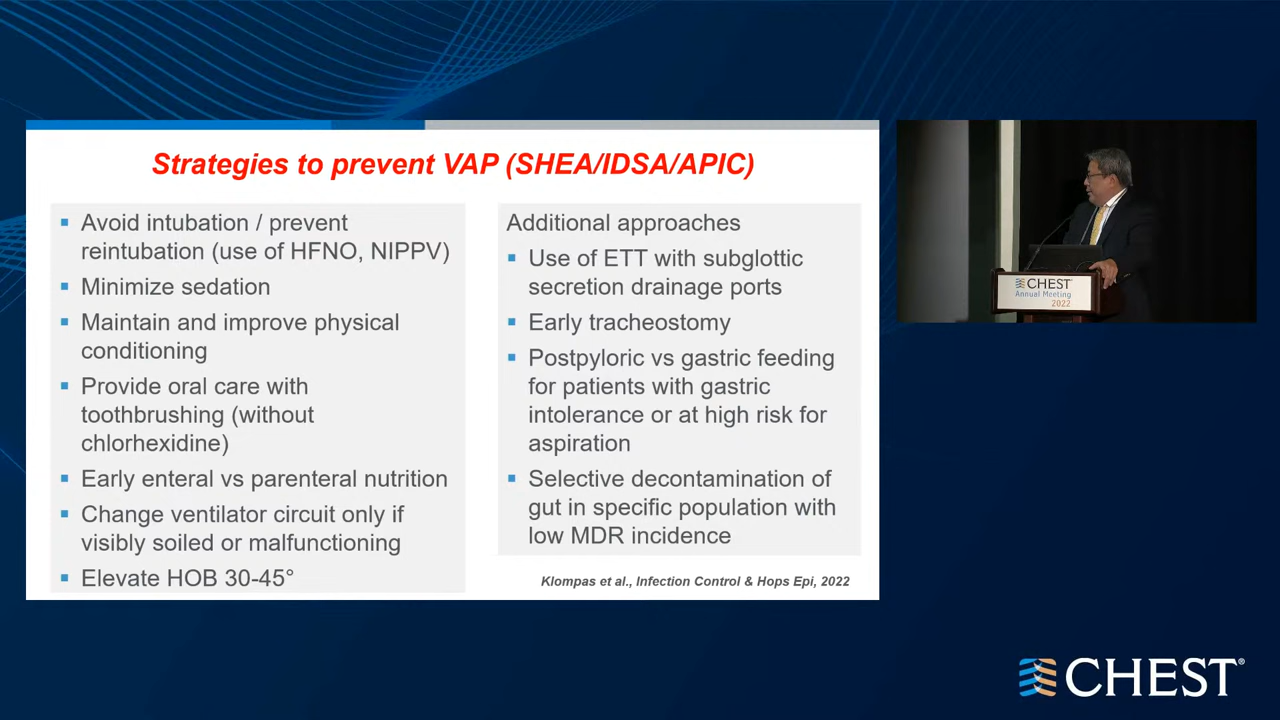 Strategies to prevent VAP (SHEA/IDSA/APIC)
▪ Avoid intubation / prevent
reintubation (use of HFNO, NIPPV)
▪ Minimize sedation
▪ Maintain and improve physical
conditioning
▪ Provide oral care with
toothbrushing (without
chlorhexidine)
▪ Early enteral vs parenteral nutrition
▪ Change ventilator circuit only if
visibly soiled or malfunctioning
▪ Elevate HOB 30-45°
Additional approaches
▪ Use of ETT with subglottic
secretion drainage ports
▪ Early tracheostomy
▪ Postpyloric vs gastric feeding
for patients with gastric
intolerance or at high risk for
aspiration
▪ Selective decontamination of
gut in specific population with
low MDR incidence
Klompas et al., Infection Control & Hops Epi, 2022
CHEST
Annual Meeting
2022
CHEST®